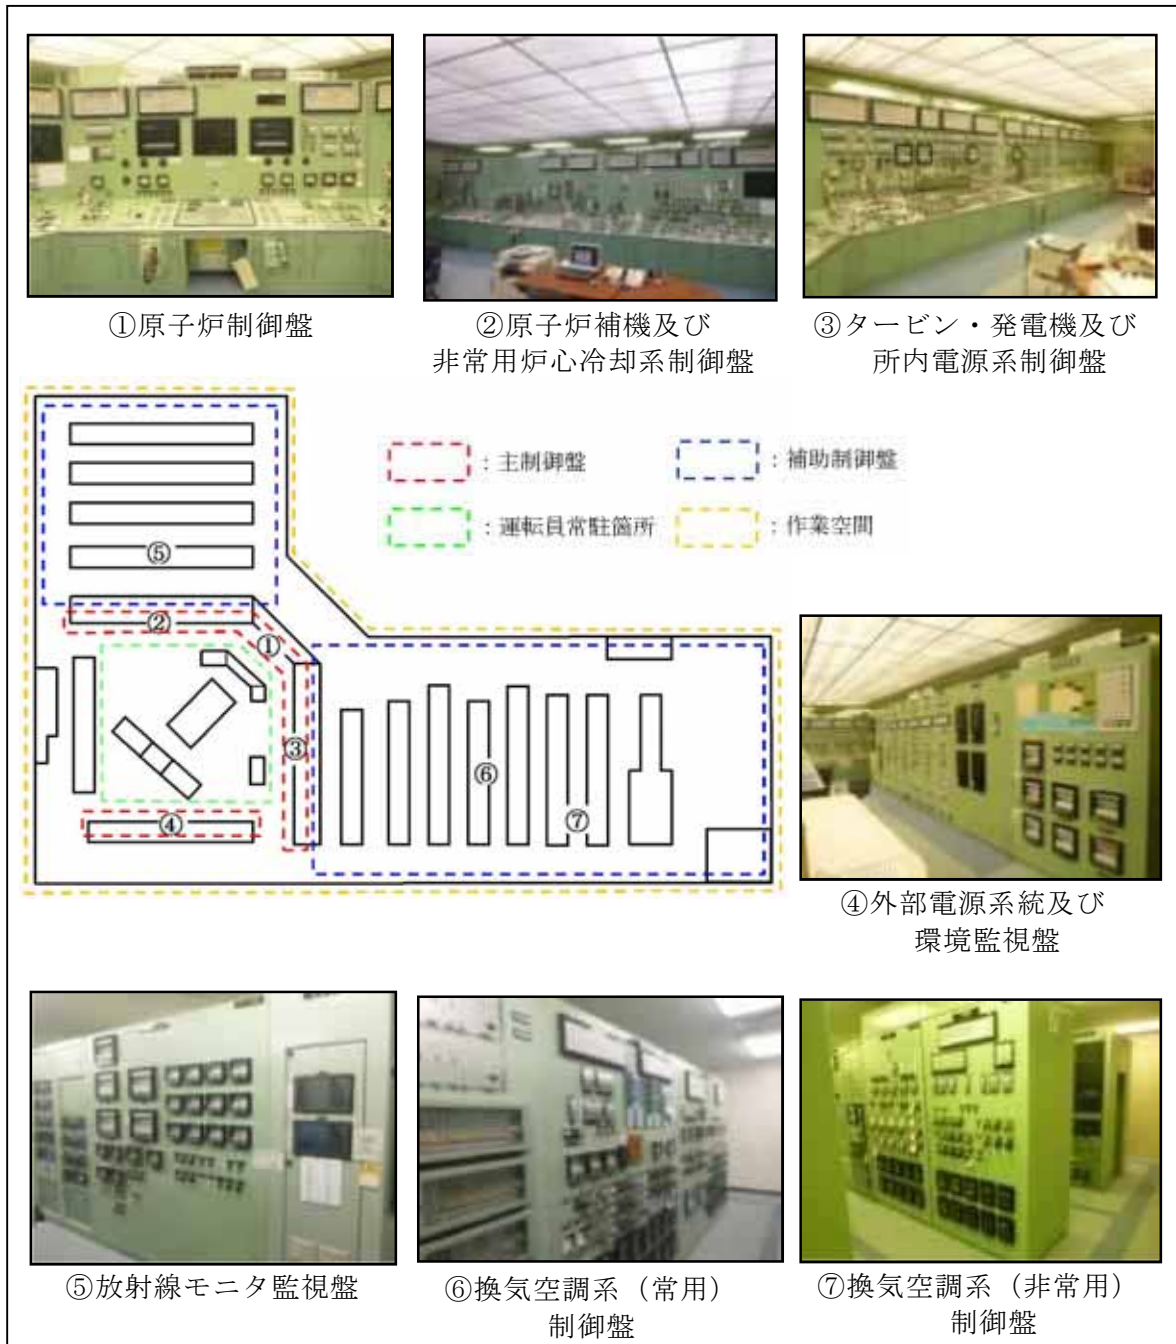 ①原子炉制御盤
②原子炉補機及び
非常用炉心冷却系制御盤
③タービン・発電機及び
所内電源系制御盤
：主制御盤
：補助制御盤
：運転員常駐箇所
：作業空間
⑤
②
①
③
⑥
④
⑦
④外部電源系統及び
環境監視盤
⑤放射線モニタ監視盤
⑥換気空調系（常用）
制御盤
⑦換気空調系（非常用）
制御盤